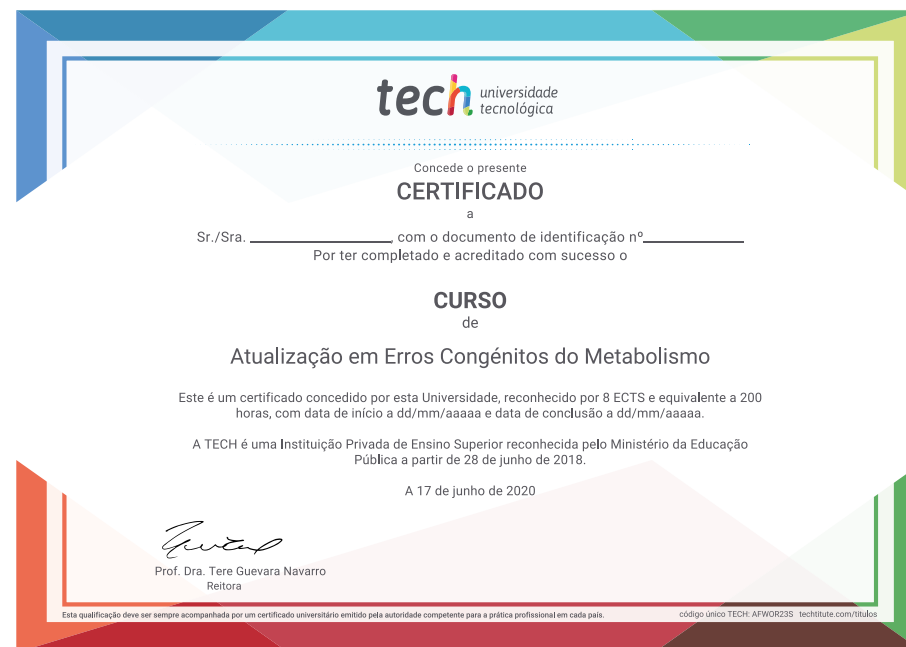 tech universidade
tecnológica
Concede o presente
CERTIFICADO
a
Sr./Sra. ________________, com o documento de identificação nº____________
Por ter completado e acreditado com sucesso o
CURSO
de
Atualização em Erros Congénitos do Metabolismo
Este é um certificado concedido por esta Universidade, reconhecido por 8 ECTS e equivalente a 200
horas, com data de início a dd/mm/aaaaa e data de conclusão a dd/mm/aaaaa.
A TECH é uma Instituição Privada de Ensino Superior reconhecida pelo Ministério da Educação
Pública a partir de 28 de junho de 2018.
A 17 de junho de 2020
Prof. Dra. Tere Guevara Navarro
Reitora
Esta qualificação deve ser sempre acompanhada por um certificado universitário emitido pela autoridade competente para a prática profissional em cada país.
código único TECH: AFWOR23S techtitute.com/titulos